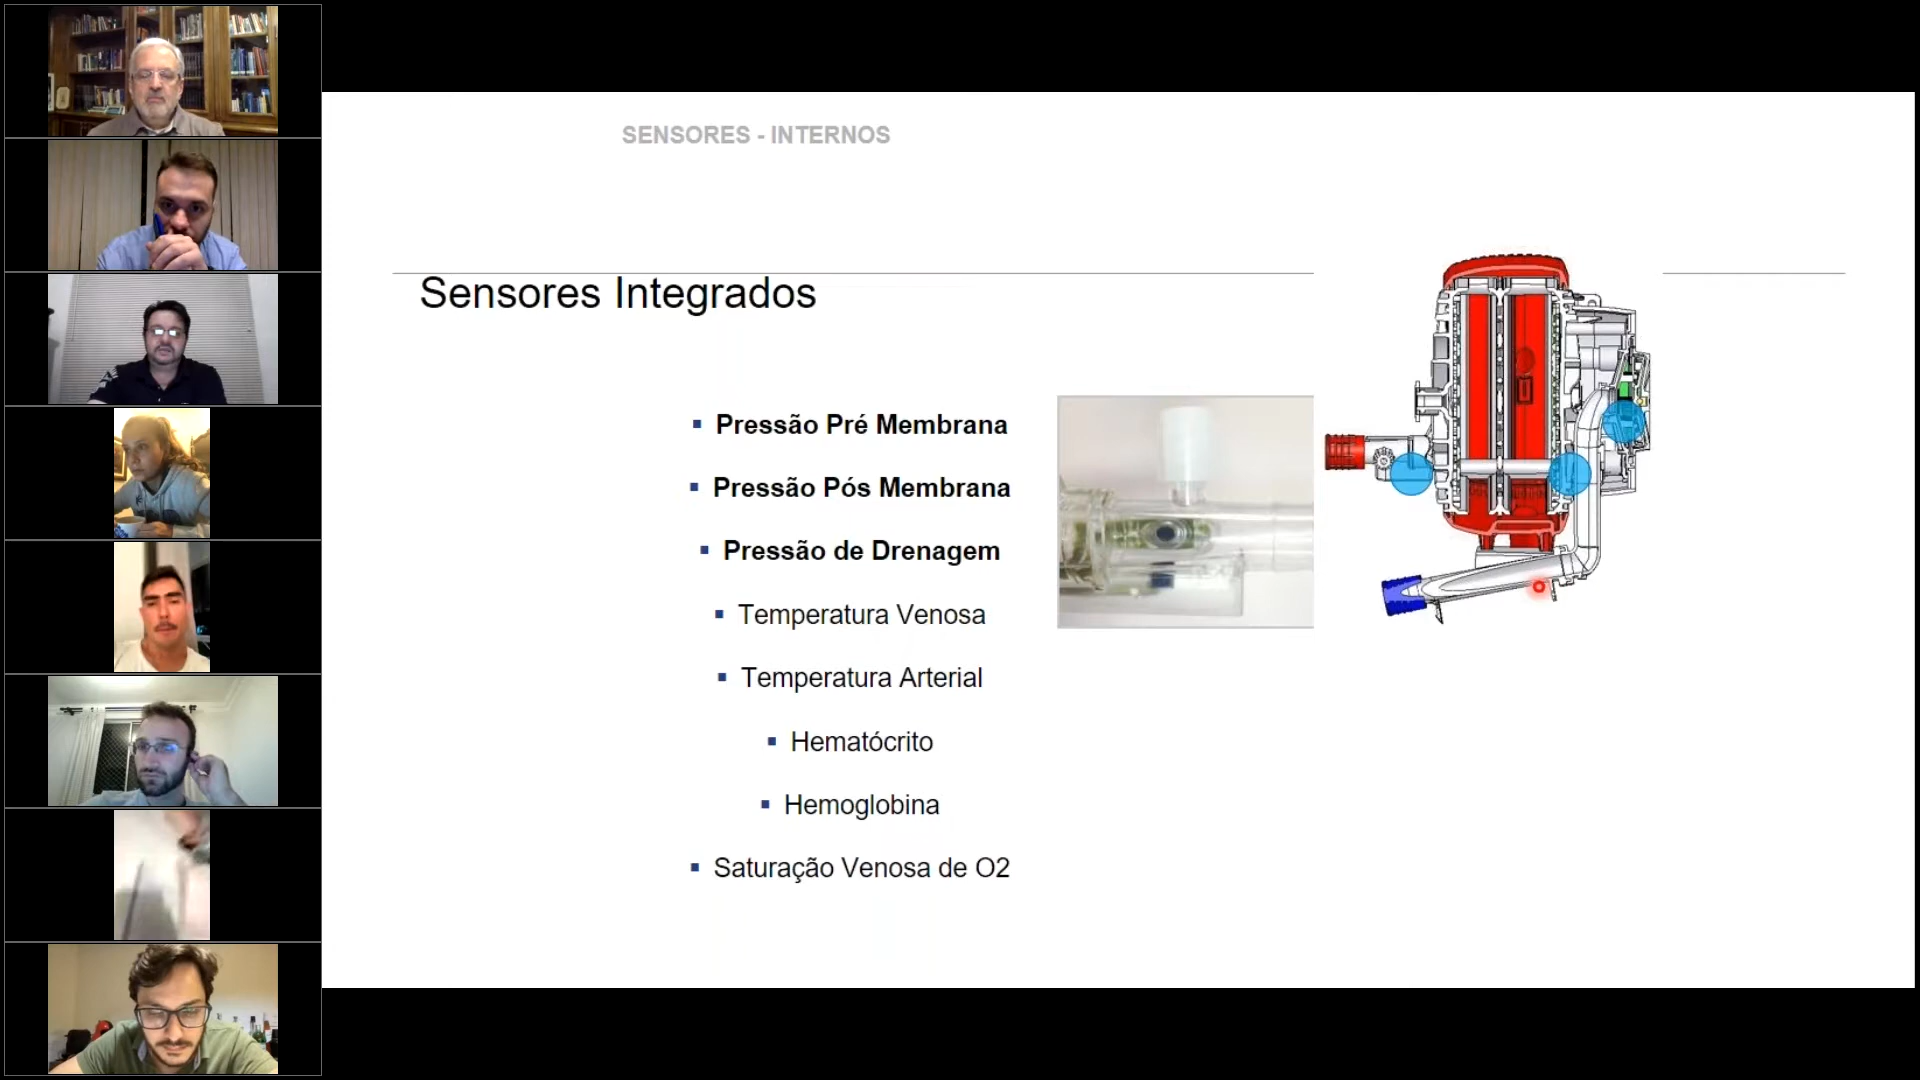 SENSORES - INTERNOS
Sensores Integrados
▪ Pressão Pré Membrana
▪ Pressão Pós Membrana
▪ Pressão de Drenagem
▪ Temperatura Venosa
▪ Temperatura Arterial
▪ Hematócrito
▪ Hemoglobina
▪ Saturação Venosa de O2